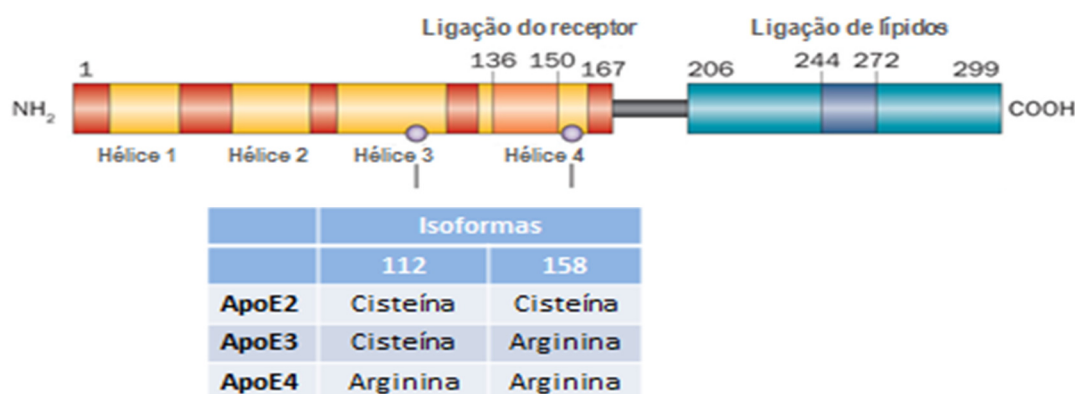 Ligação do receptor Ligação de lípidos
1 136 150 167 206 244 272 299
NH2 COOH
Hélice 1 Hélice 2 Hélice 3 Hélice 4
Isoformas
112 158
ApoE2 Cisteína Cisteína
ApoE3 Cisteína Arginina
ApoE4 Arginina Arginina